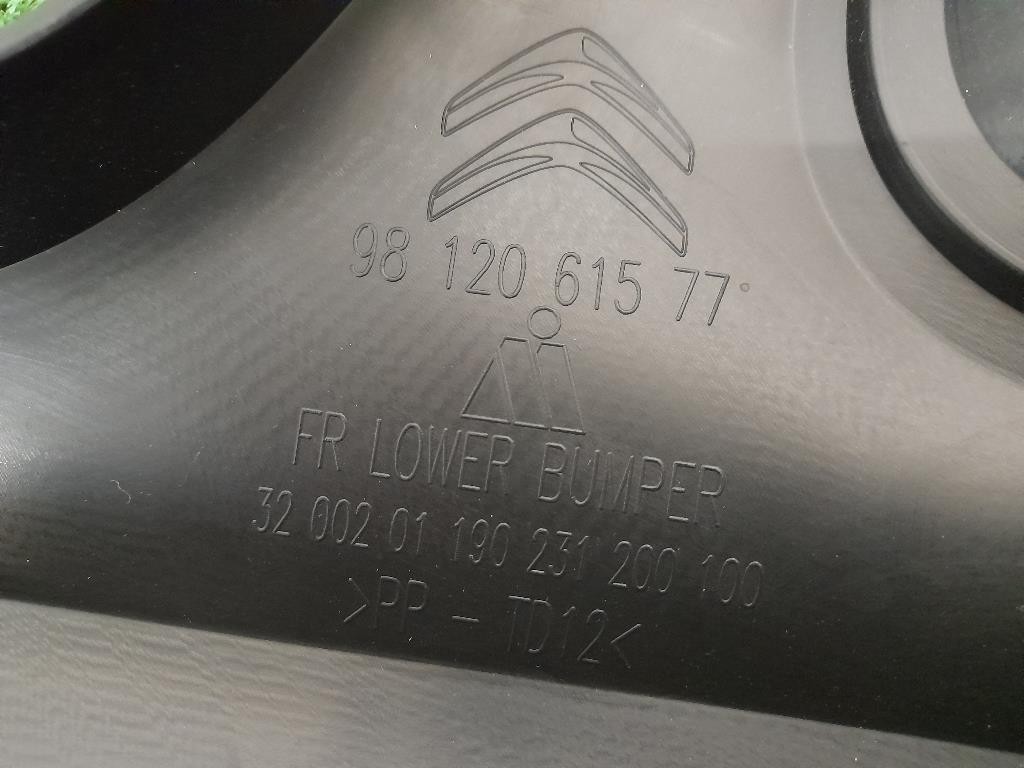 98 120 615 77
FR LOWER BUMPER
32 002 01 190 231 200 100
>PP - TD12<